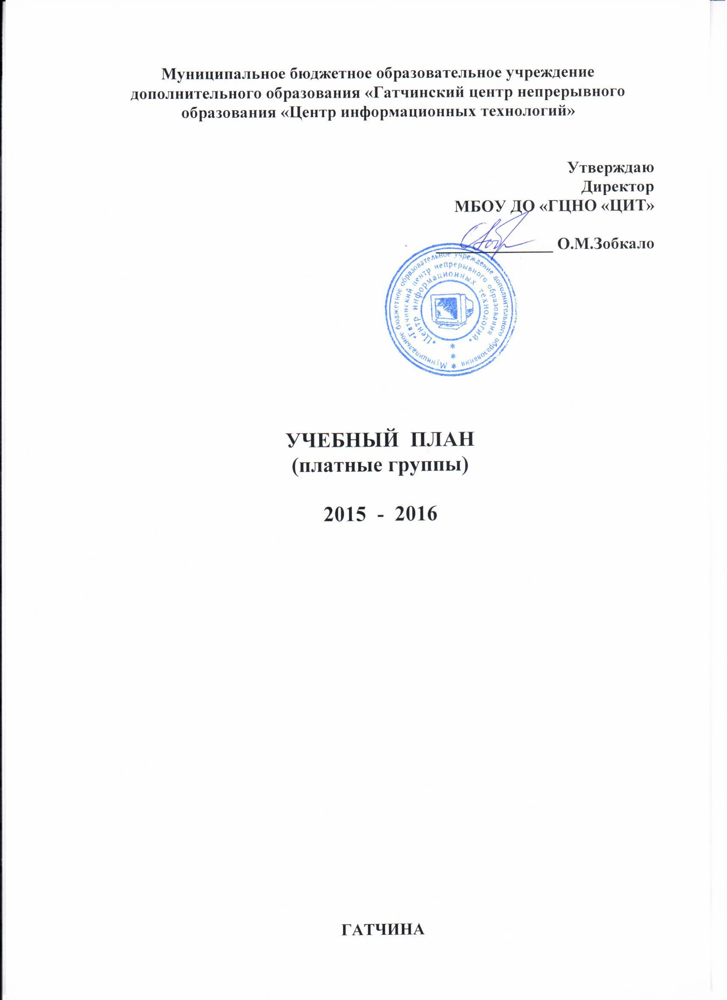 Муниципальное бюджетное образовательное учреждение
дополнительного образования «Гатчинский центр непрерывного
образования «Центр информационных технологий»
Утверждаю
Директор
МБОУ ДО «ГЦНО «ЦИТ»
О.М.Зобкало
* Муниципальное бюджетное образовательное учреждение дополнительного образования
*Гатчинский центр непрерывного образования
*Центр информационных технологий*
УЧЕБНЫЙ ПЛАН
(платные группы)
2015 - 2016
ГАТЧИНА